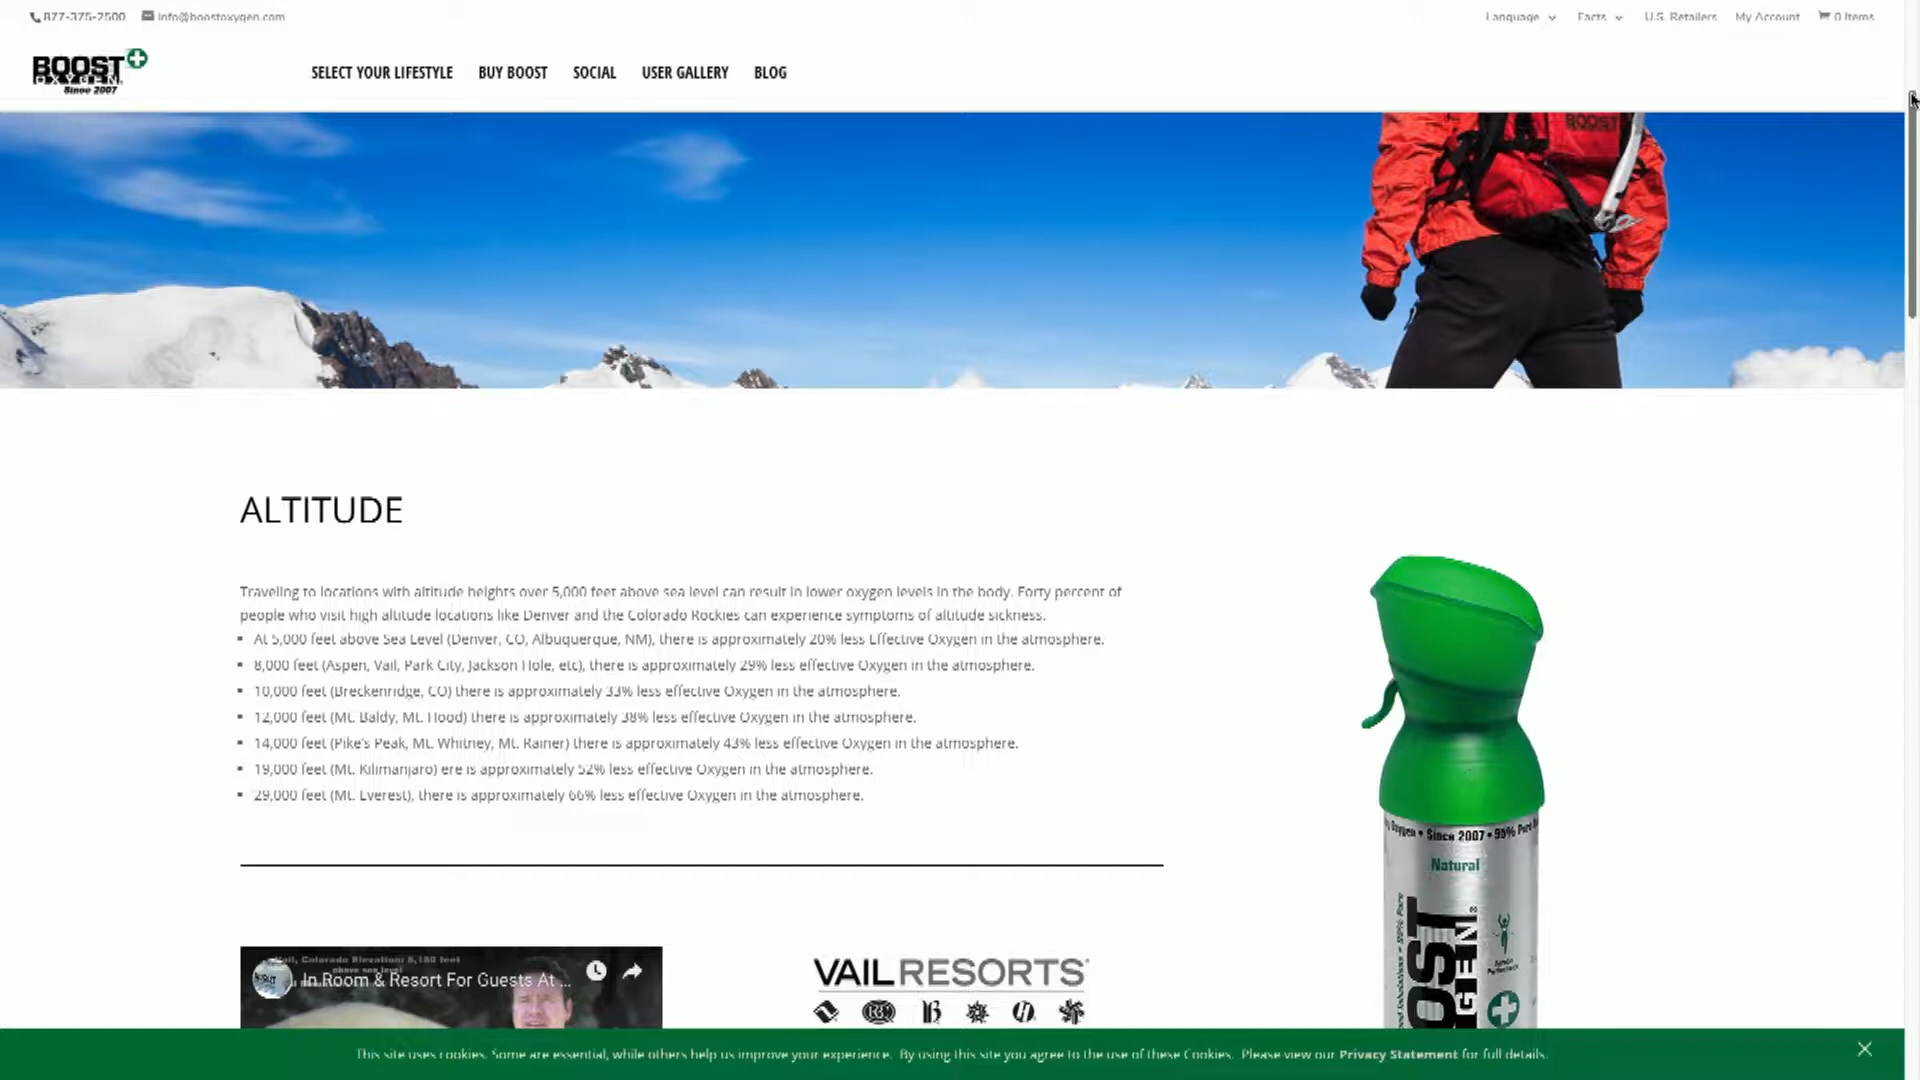 877-375-2500 info@boostoxygen.com Language Facts U.S. Retailers My Account 0 Items
BOOST
OXYGEN
Since 2007
SELECT YOUR LIFESTYLE BUY BOOST SOCIAL USER GALLERY BLOG
BOOST
ALTITUDE
Traveling to locations with altitude heights over 5,000 feet above sea level can result in lower oxygen levels in the body. Forty percent of
people who visit high altitude locations like Denver and the Colorado Rockies can experience symptoms of altitude sickness.
At 5,000 feet above Sea Level (Denver, CO, Albuquerque, NM), there is approximately 20% less Effective Oxygen in the atmosphere.
8,000 feet (Aspen, Vail, Park City, Jackson Hole, etc), there is approximately 29% less effective Oxygen in the atmosphere.
10,000 feet (Breckenridge, CO) there is approximately 33% less effective Oxygen in the atmosphere.
12,000 feet (Mt. Baldy, Mt. Hood) there is approximately 38% less effective Oxygen in the atmosphere.
14,000 feet (Pike's Peak, Mt. Whitney, Mt. Rainer) there is approximately 43% less effective Oxygen in the atmosphere.
19,000 feet (Mt. Kilimanjaro) ere is approximately 52% less effective Oxygen in the atmosphere.
29,000 feet (Mt. Everest), there is approximately 66% less effective Oxygen in the atmosphere.
Oxygen • Since 2007 • 95% Pure
Natural
OST
GEN
Vail, Colorado Elevation: 8,150 feet
above sea level
In Room & Resort For Guests At ...
VAIL RESORTS
This site uses cookies. Some are essential, while others help us improve your experience. By using this site you agree to the use of these Cookies. Please view our Privacy Statement for full details.